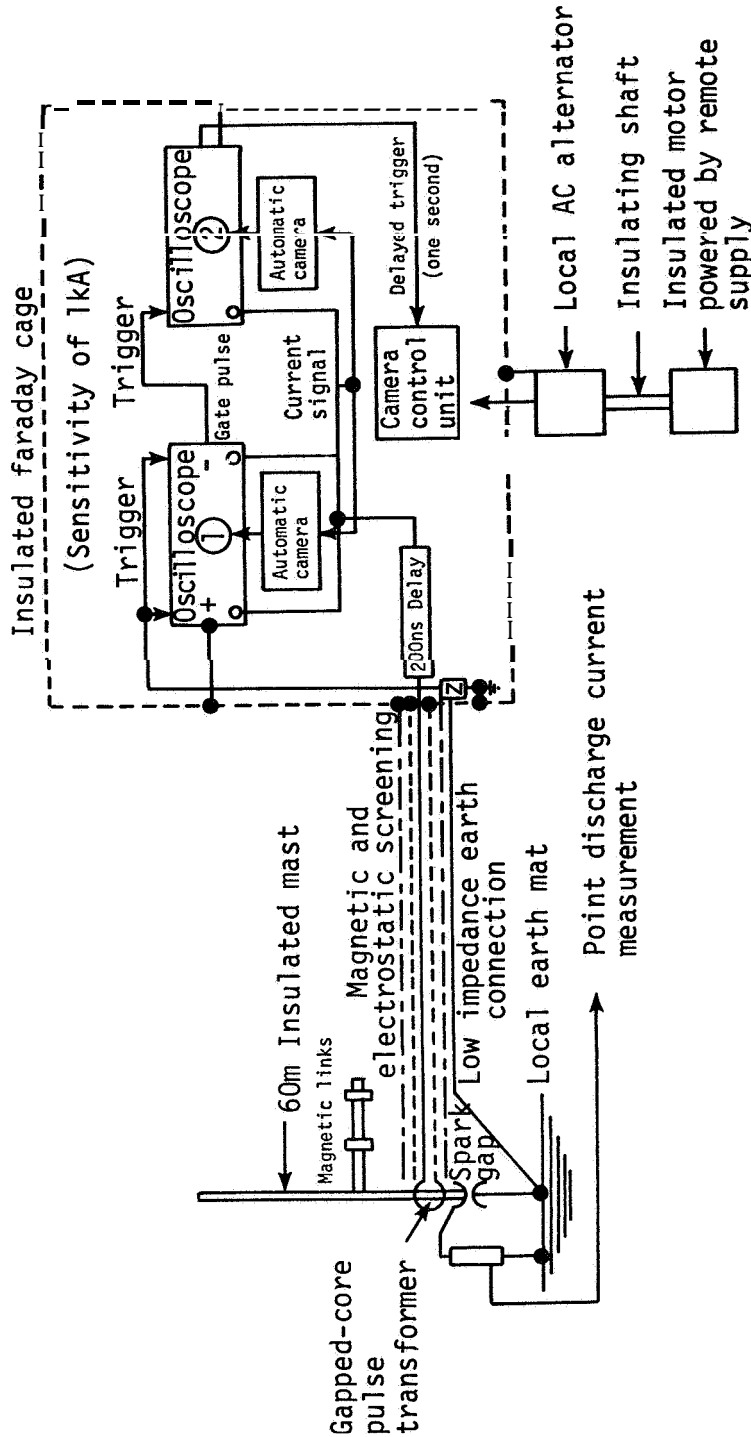 Insulated faraday cage
(Sensitivity of 1kA)
Trigger
Trigger
Oscilloscope
+
-
1
Gate pulse
Oscilloscope
2
Automatic
camera
Automatic
camera
Current
signal
Delayed trigger
(one second)
Camera
control
unit
200ns Delay
Z
60m Insulated mast
Magnetic links
Magnetic and
electrostatic screening
Gapped-core
pulse
transformer
Spark
gap
Low impedance earth
connection
Local earth mat
Point discharge current
measurement
Local AC alternator
Insulating shaft
Insulated motor
powered by remote
supply